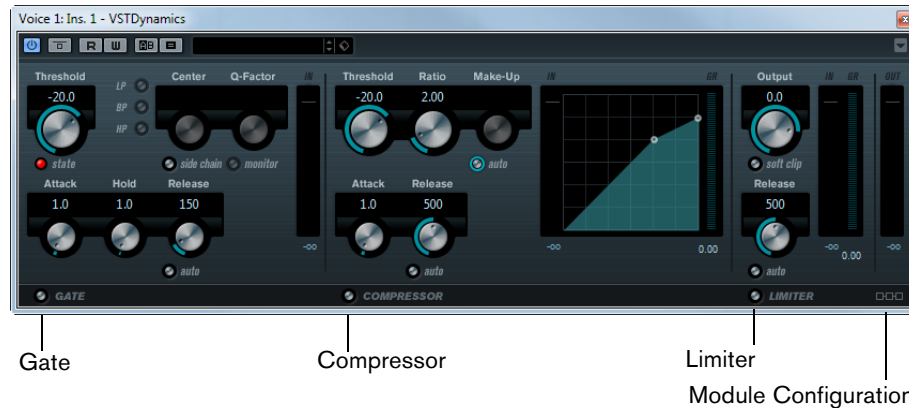 Voice 1: Ins. 1 - VSTDynamics
R W AB
Threshold LP Center Q-Factor IN Threshold Ratio Make-Up IN GR Output IN GR OUT
-20.0 BP -20.0 2.00 0.0
HP
state side chain monitor auto soft clip
Attack Hold Release Attack Release Release
1.0 1.0 150 1.0 500 500
-∞ -∞ 0.00 -∞ 0.00 -∞
auto auto auto
GATE COMPRESSOR LIMITER
Gate Compressor Limiter
Module Configuration